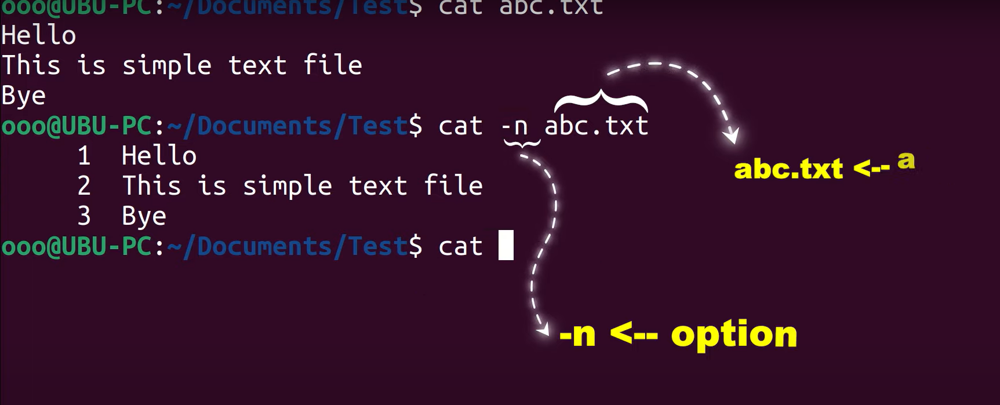 ooo@UBU-PC:~/Documents/Test$ cat abc.txt
Hello
This is simple text file
Bye
ooo@UBU-PC:~/Documents/Test$ cat -n abc.txt
1 Hello
2 This is simple text file
3 Bye
ooo@UBU-PC:~/Documents/Test$ cat
abc.txt <-- a
-n <-- option